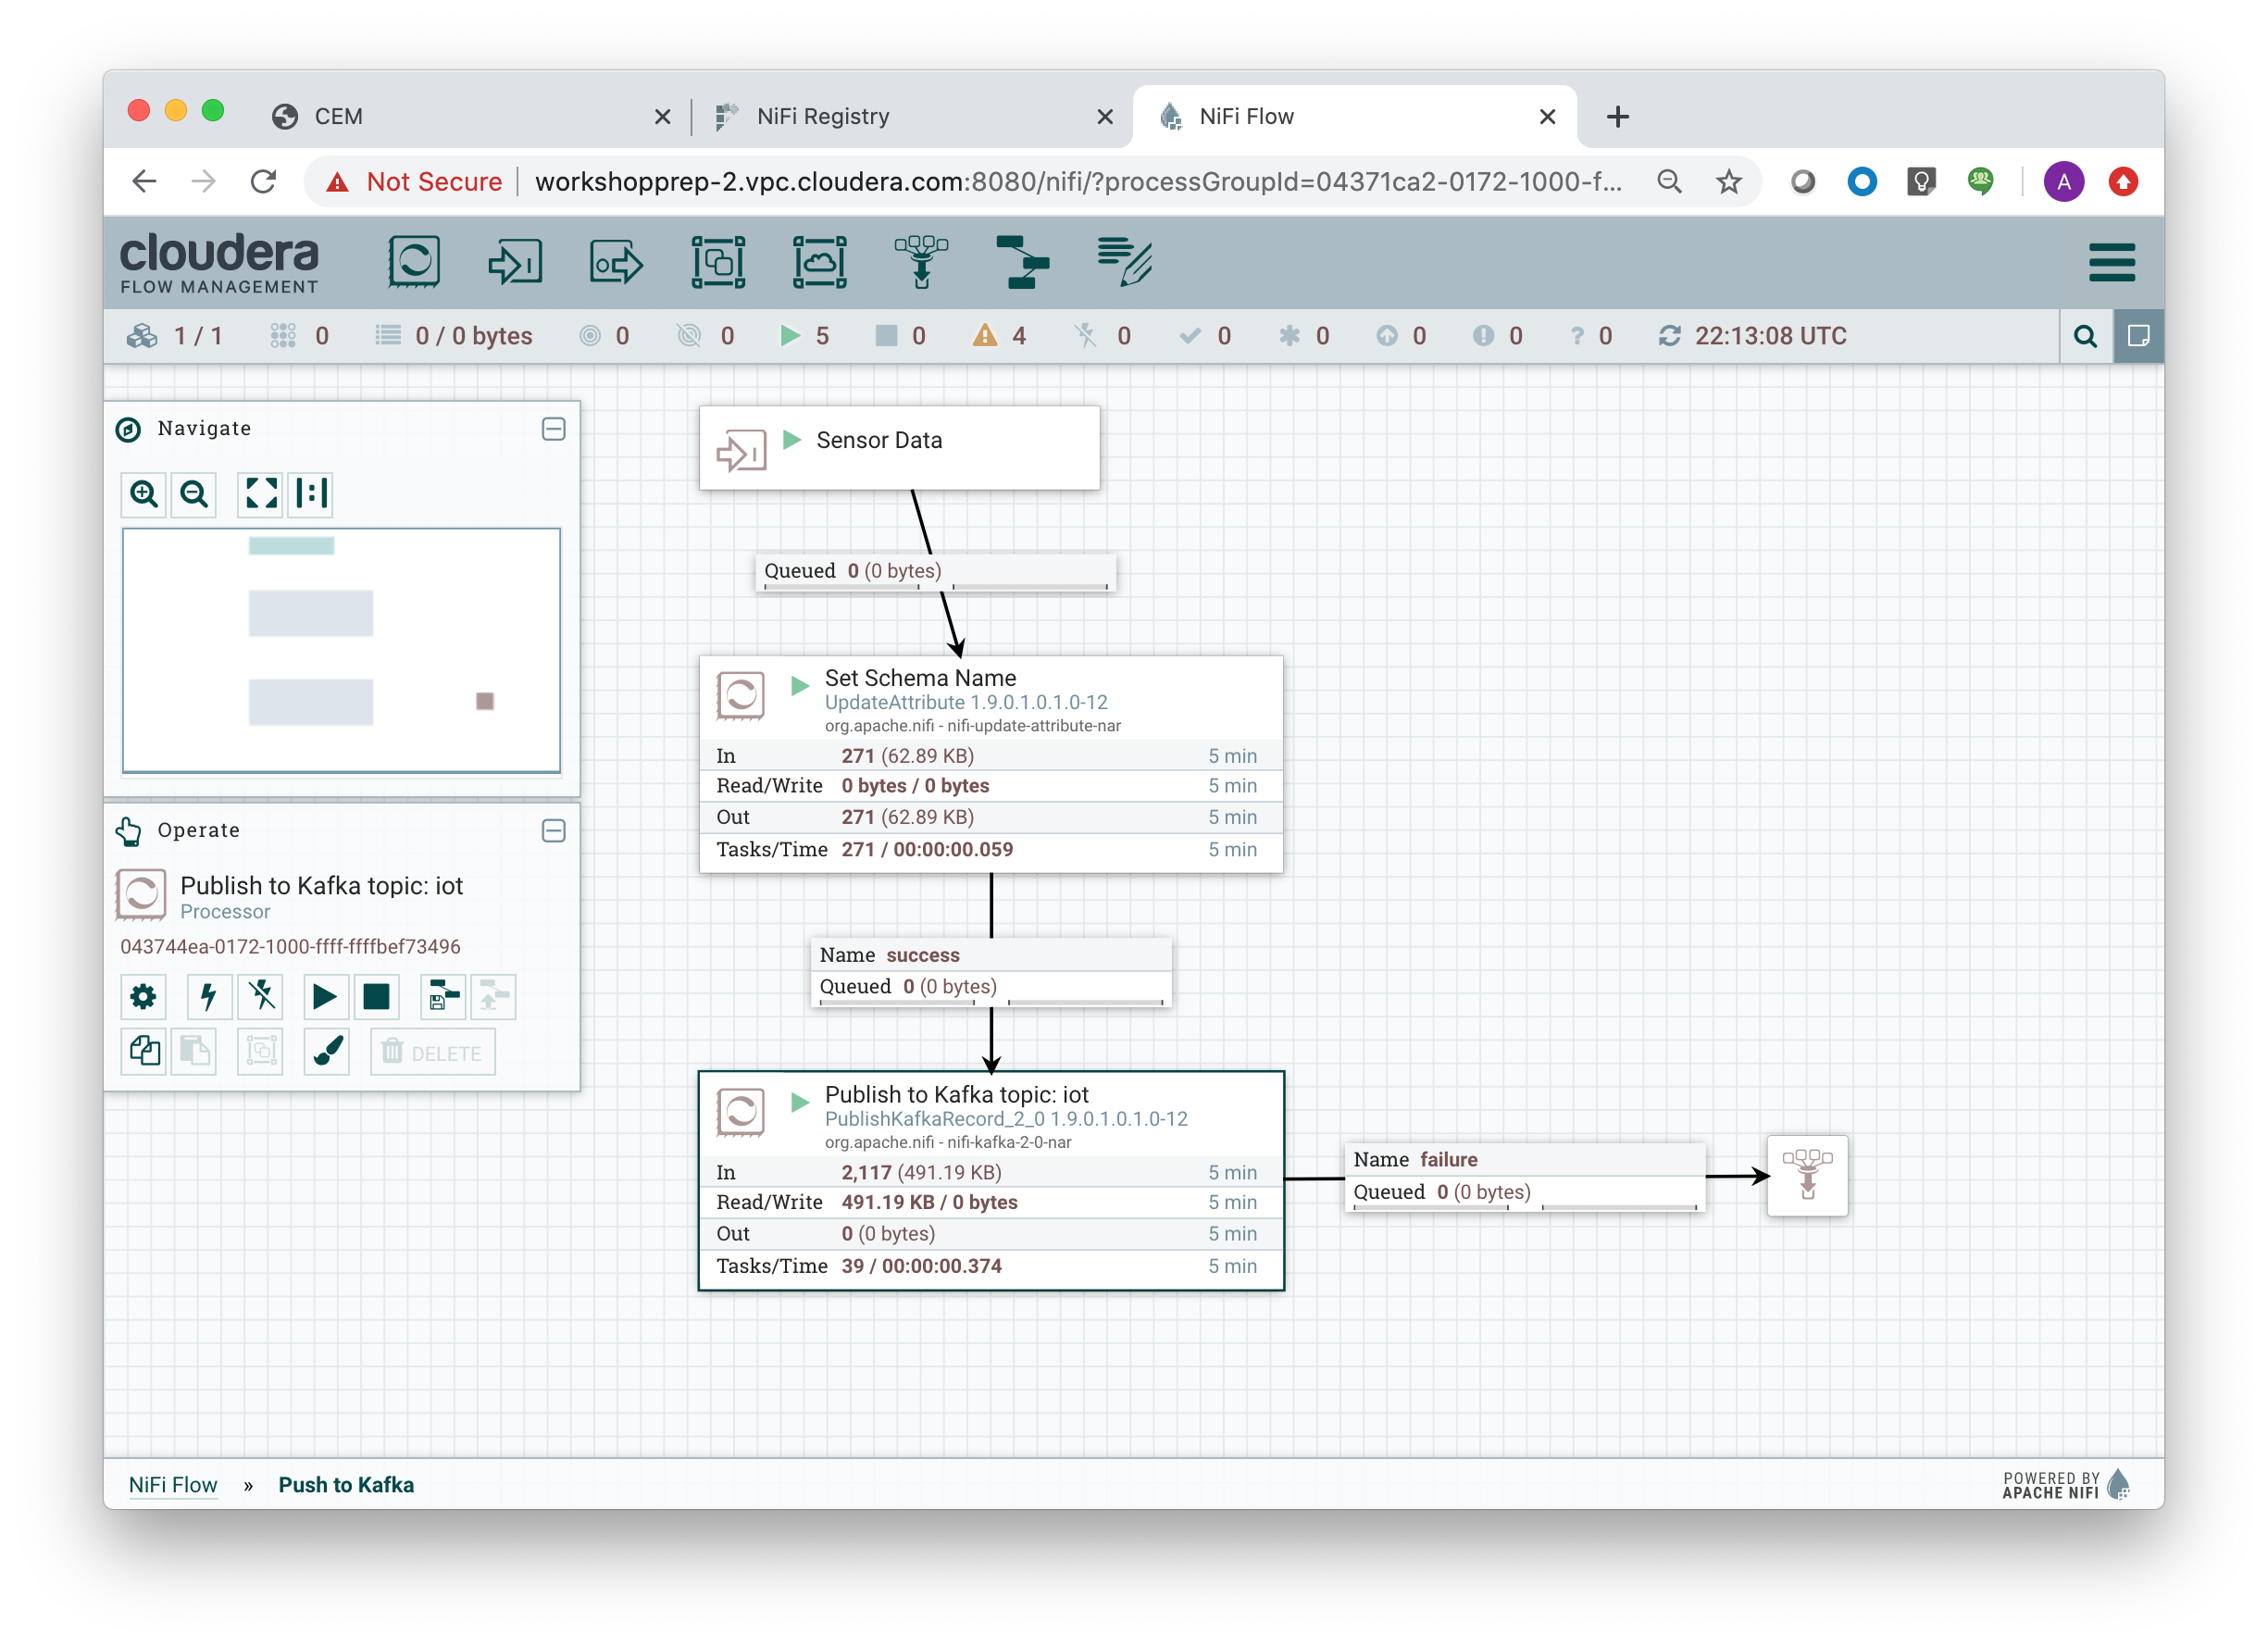 CEM
NiFi Registry
NiFi Flow
Not Secure
workshopprep-2.vpc.cloudera.com:8080/nifi/?processGroupId=04371ca2-0172-1000-f...
A
cloudera
FLOW MANAGEMENT
1 / 1 0 0 / 0 bytes 0 0 5 0 4 0 0 0 0 0 ? 0 22:13:08 UTC
Navigate
Operate
Publish to Kafka topic: iot
Processor
043744ea-0172-1000-ffff-ffffbef73496
DELETE
Sensor Data
Queued 0 (0 bytes)
Set Schema Name
UpdateAttribute 1.9.0.1.0.1.0-12
org.apache.nifi - nifi-update-attribute-nar
In 271 (62.89 KB) 5 min
Read/Write 0 bytes / 0 bytes 5 min
Out 271 (62.89 KB) 5 min
Tasks/Time 271 / 00:00:00.059 5 min
Name success
Queued 0 (0 bytes)
Publish to Kafka topic: iot
PublishKafkaRecord_2_0 1.9.0.1.0.1.0-12
org.apache.nifi - nifi-kafka-2-0-nar
In 2,117 (491.19 KB) 5 min
Read/Write 491.19 KB / 0 bytes 5 min
Out 0 (0 bytes) 5 min
Tasks/Time 39 / 00:00:00.374 5 min
Name failure
Queued 0 (0 bytes)
NiFi Flow » Push to Kafka
POWERED BY
APACHE NIFI